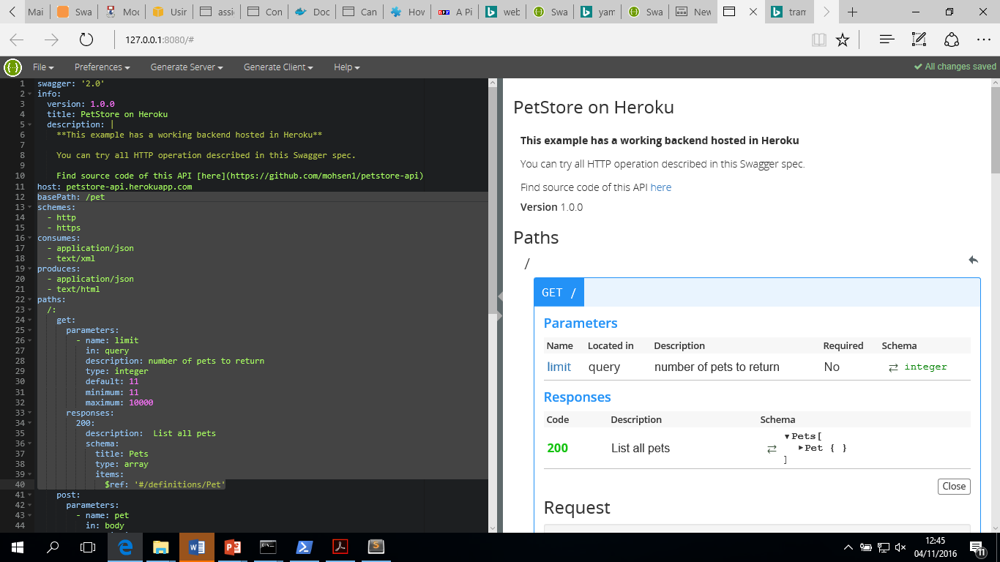 Mai
Swa
Moc
Usir
assi
Con
Doc
Can
Hov
A Pi
web
Swa
yam
Swa
New
tram
127.0.0.1:8080/#
File
Preferences
Generate Server
Generate Client
Help
All changes saved
1 swagger: '2.0'
2 info:
3 version: 1.0.0
4 title: PetStore on Heroku
5 description: |
6 **This example has a working backend hosted in Heroku**
7
8 You can try all HTTP operation described in this Swagger spec.
9
10 Find source code of this API [here](https://github.com/mohsen1/petstore-api)
11 host: petstore-api.herokuapp.com
12 basePath: /pet
13 schemes:
14 - http
15 - https
16 consumes:
17 - application/json
18 - text/xml
19 produces:
20 - application/json
21 - text/html
22 paths:
23 /:
24 get:
25 parameters:
26 - name: limit
27 in: query
28 description: number of pets to return
29 type: integer
30 default: 11
31 minimum: 11
32 maximum: 10000
33 responses:
34 200:
35 description:  List all pets
36 schema:
37 title: Pets
38 type: array
39 items:
40 $ref: '#/definitions/Pet'
41 post:
42 parameters:
43 - name: pet
44 in: body
PetStore on Heroku
This example has a working backend hosted in Heroku
You can try all HTTP operation described in this Swagger spec.
Find source code of this API here
Version 1.0.0
Paths
/
GET /
Parameters
Name Located in Description Required Schema
limit query number of pets to return No ⇄ integer
Responses
Code Description Schema
200 List all pets ⇄ ▾Pets[
▸Pet { }
]
Close
Request
12:45
04/11/2016
11